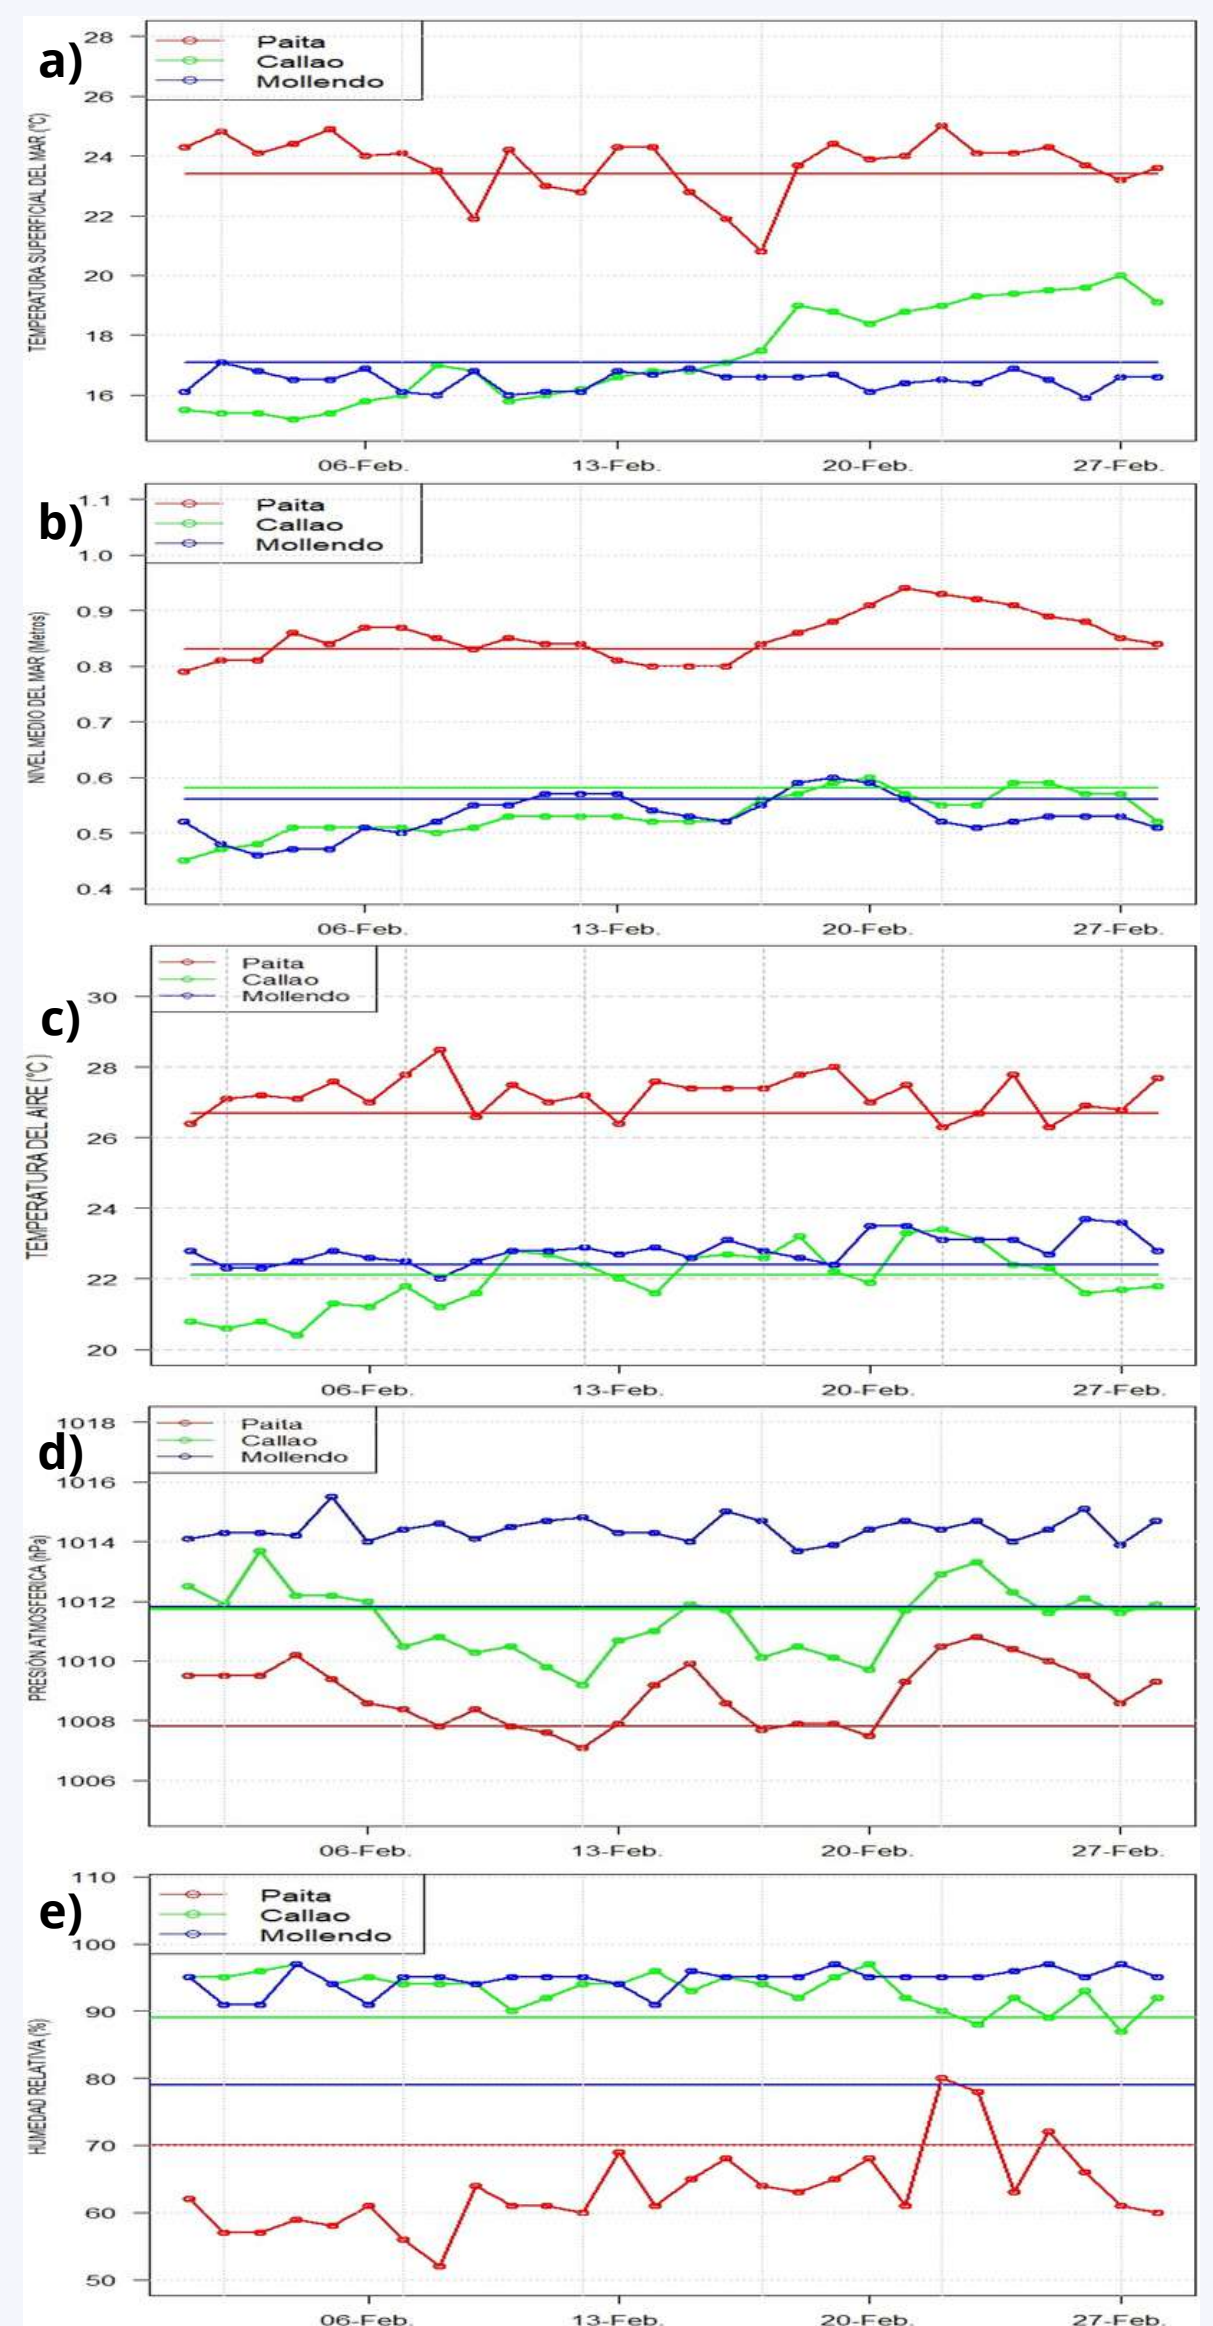 a)
TEMPERATURA SUPERFICIAL DEL MAR (°C)
Paita
Callao
Mollendo
28
26
24
22
20
18
16
06-Feb.
13-Feb.
20-Feb.
27-Feb.
b)
NIVEL MEDIO DEL MAR (Metros)
Paita
Callao
Mollendo
1.1
1.0
0.9
0.8
0.7
0.6
0.5
0.4
06-Feb.
13-Feb.
20-Feb.
27-Feb.
c)
TEMPERATURA DEL AIRE (°C)
Paita
Callao
Mollendo
30
28
26
24
22
20
06-Feb.
13-Feb.
20-Feb.
27-Feb.
d)
PRESIÓN ATMOSFERICA (hPa)
Paita
Callao
Mollendo
1018
1016
1014
1012
1010
1008
1006
06-Feb.
13-Feb.
20-Feb.
27-Feb.
e)
HUMEDAD RELATIVA (%)
Paita
Callao
Mollendo
110
100
90
80
70
60
50
06-Feb.
13-Feb.
20-Feb.
27-Feb.